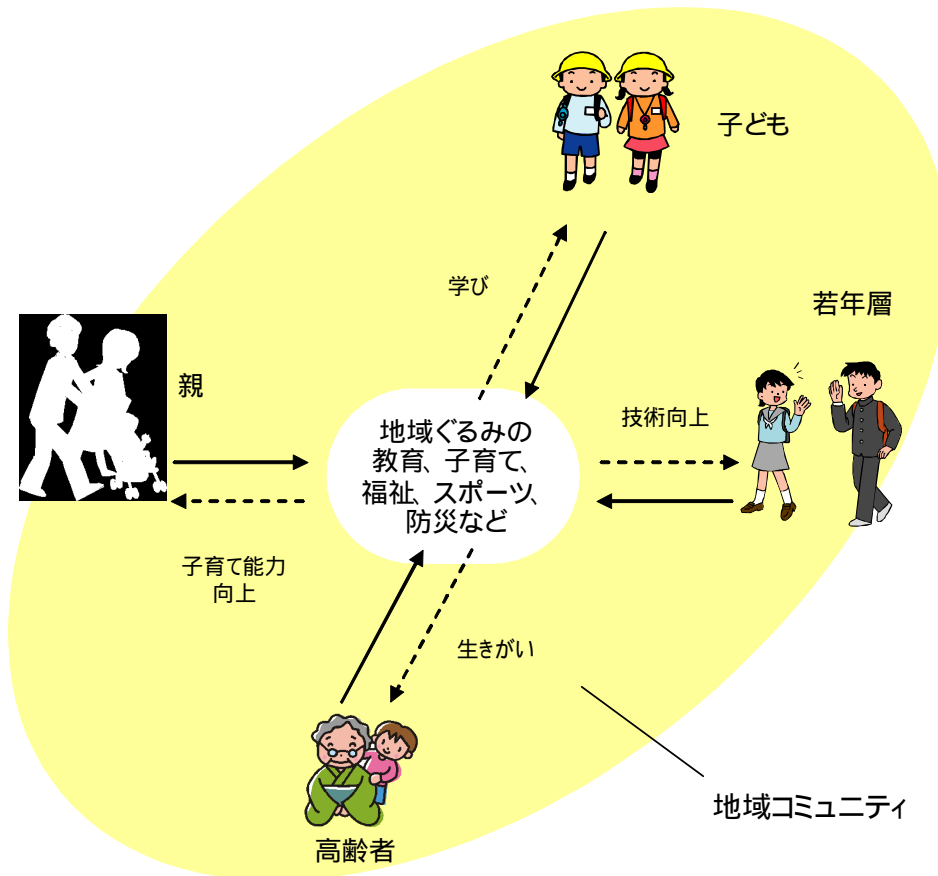 子ども
学び
若年層
親
技術向上
地域ぐるみの
教育、子育て、
福祉、スポーツ、
防災など
子育て能力
向上
生きがい
地域コミュニティ
高齢者